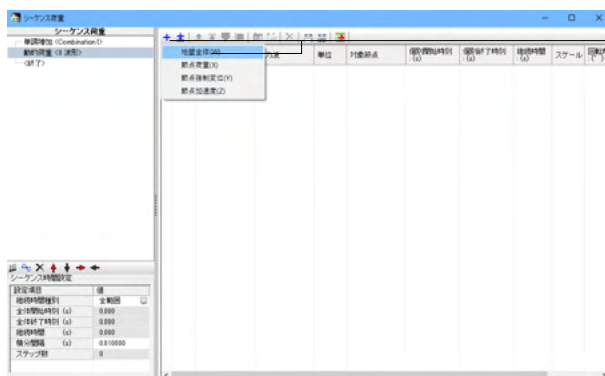 シーケンス荷重
シーケンス荷重
単調増加 (Combination1)
動的荷重 (0 波形)
<終了>
地盤全体(W)
節点荷重(X)
節点強制変位(Y)
節点加速度(Z)
単位
対象節点
個別開始時刻 : (s)
個別終了時刻 : (s)
継続時間 : (s)
スケール
シーケンス時間設定
設定項目 値
継続時間種別 全範囲
全体開始時刻 (s) 0.000
全体終了時刻 (s) 0.000
継続時間 (s) 0.000
積分間隔 (s) 0.010000
ステップ数 0